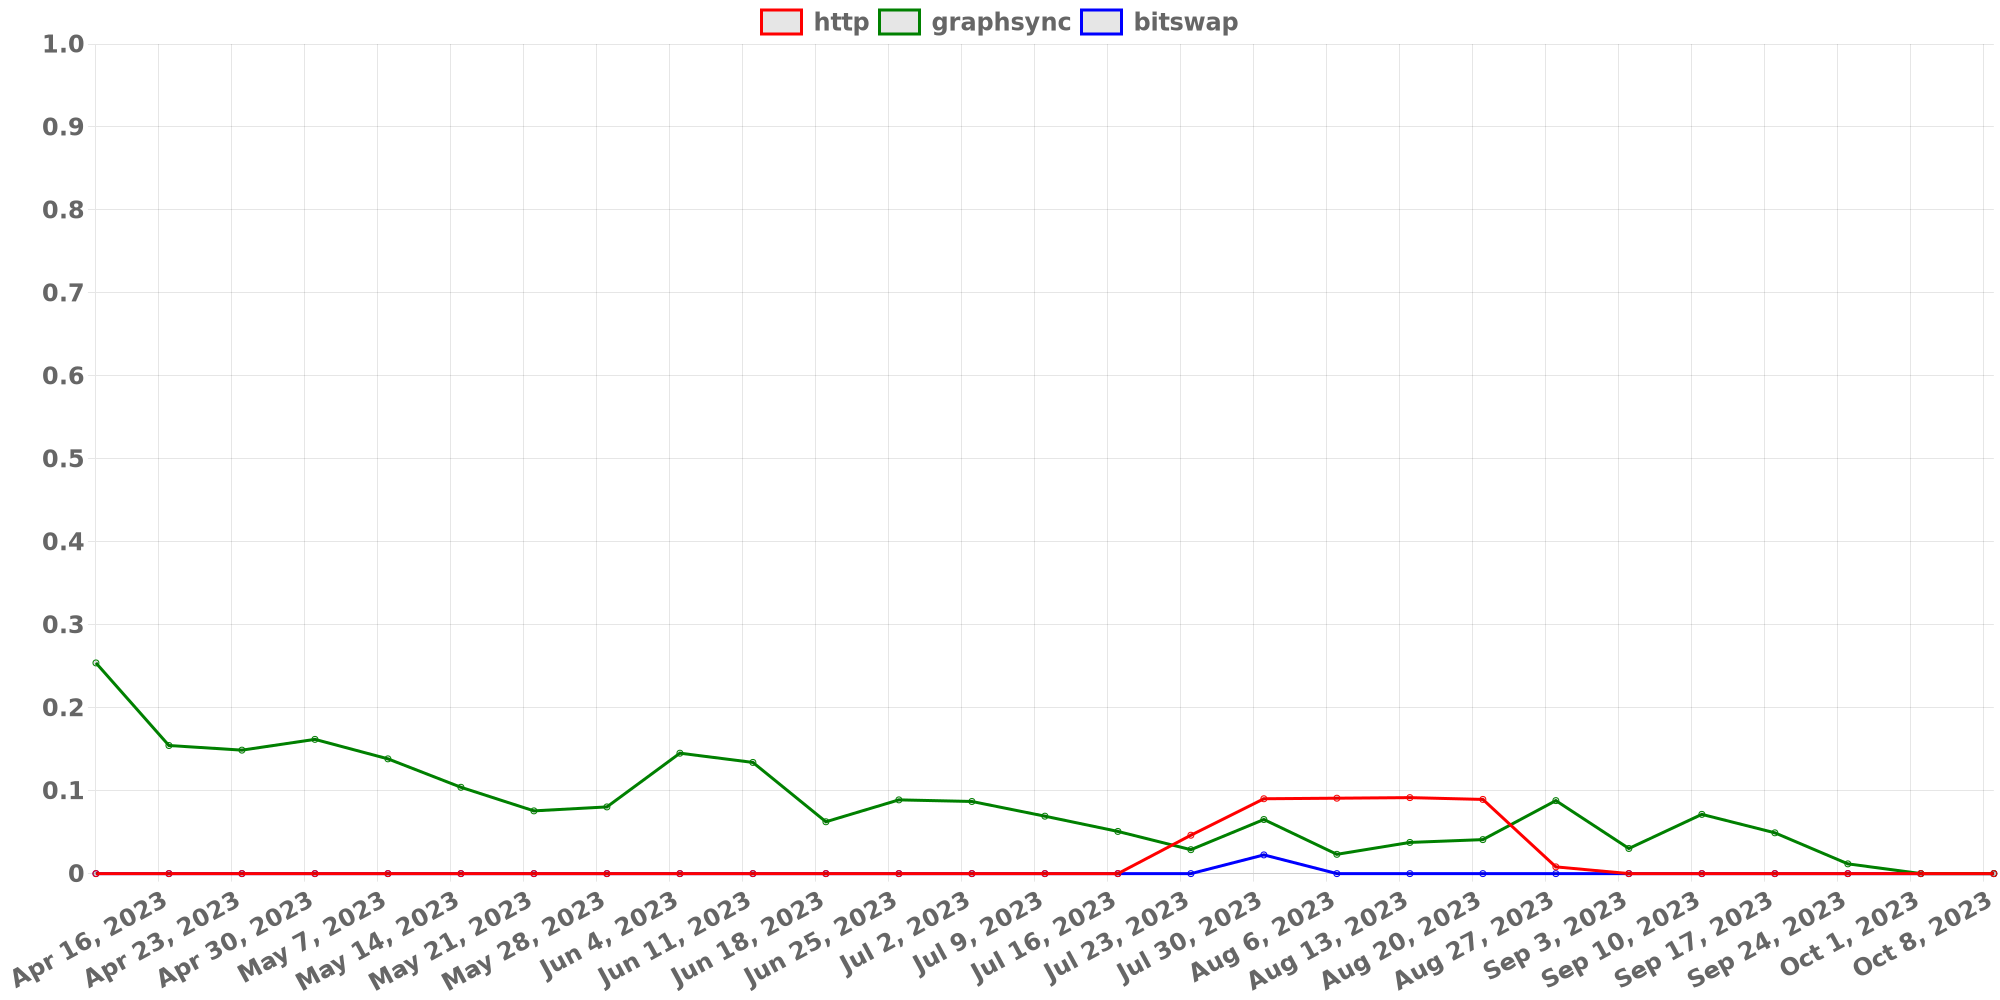 http graphsync bitswap
1.0
0.9
0.8
0.7
0.6
0.5
0.4
0.3
0.2
0.1
0
Apr 16, 2023
Apr 23, 2023
Apr 30, 2023
May 7, 2023
May 14, 2023
May 21, 2023
May 28, 2023
Jun 4, 2023
Jun 11, 2023
Jun 18, 2023
Jun 25, 2023
Jul 2, 2023
Jul 9, 2023
Jul 16, 2023
Jul 23, 2023
Jul 30, 2023
Aug 6, 2023
Aug 13, 2023
Aug 20, 2023
Aug 27, 2023
Sep 3, 2023
Sep 10, 2023
Sep 17, 2023
Sep 24, 2023
Oct 1, 2023
Oct 8, 2023